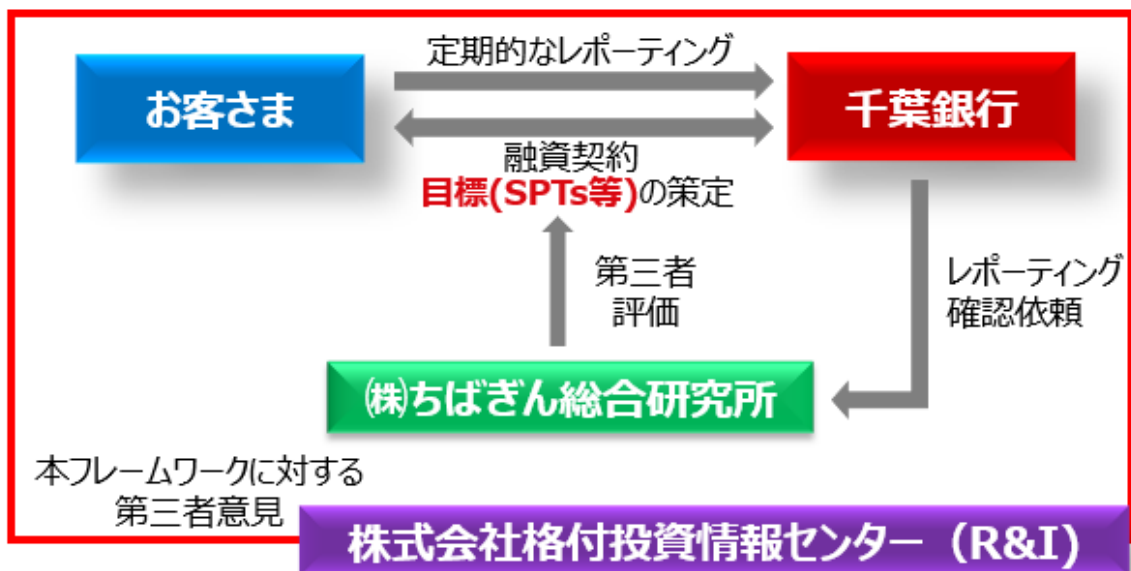 定期的なレポーティング
お客さま
千葉銀行
融資契約
目標(SPTs等)の策定
第三者
評価
レポーティング
確認依頼
㈱ちばぎん総合研究所
本フレームワークに対する
第三者意見
株式会社格付投資情報センター（R&I）